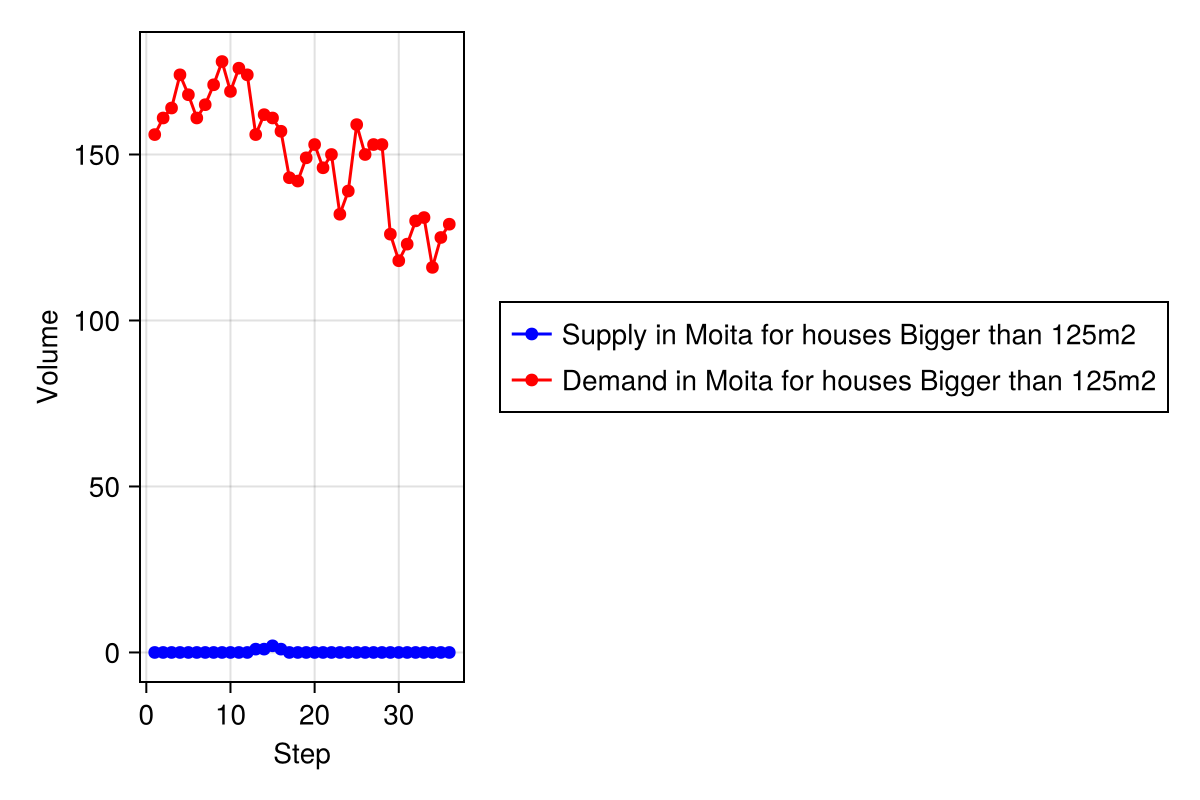 Volume
150
100
50
0
0 10 20 30
Step
Supply in Moita for houses Bigger than 125m2
Demand in Moita for houses Bigger than 125m2